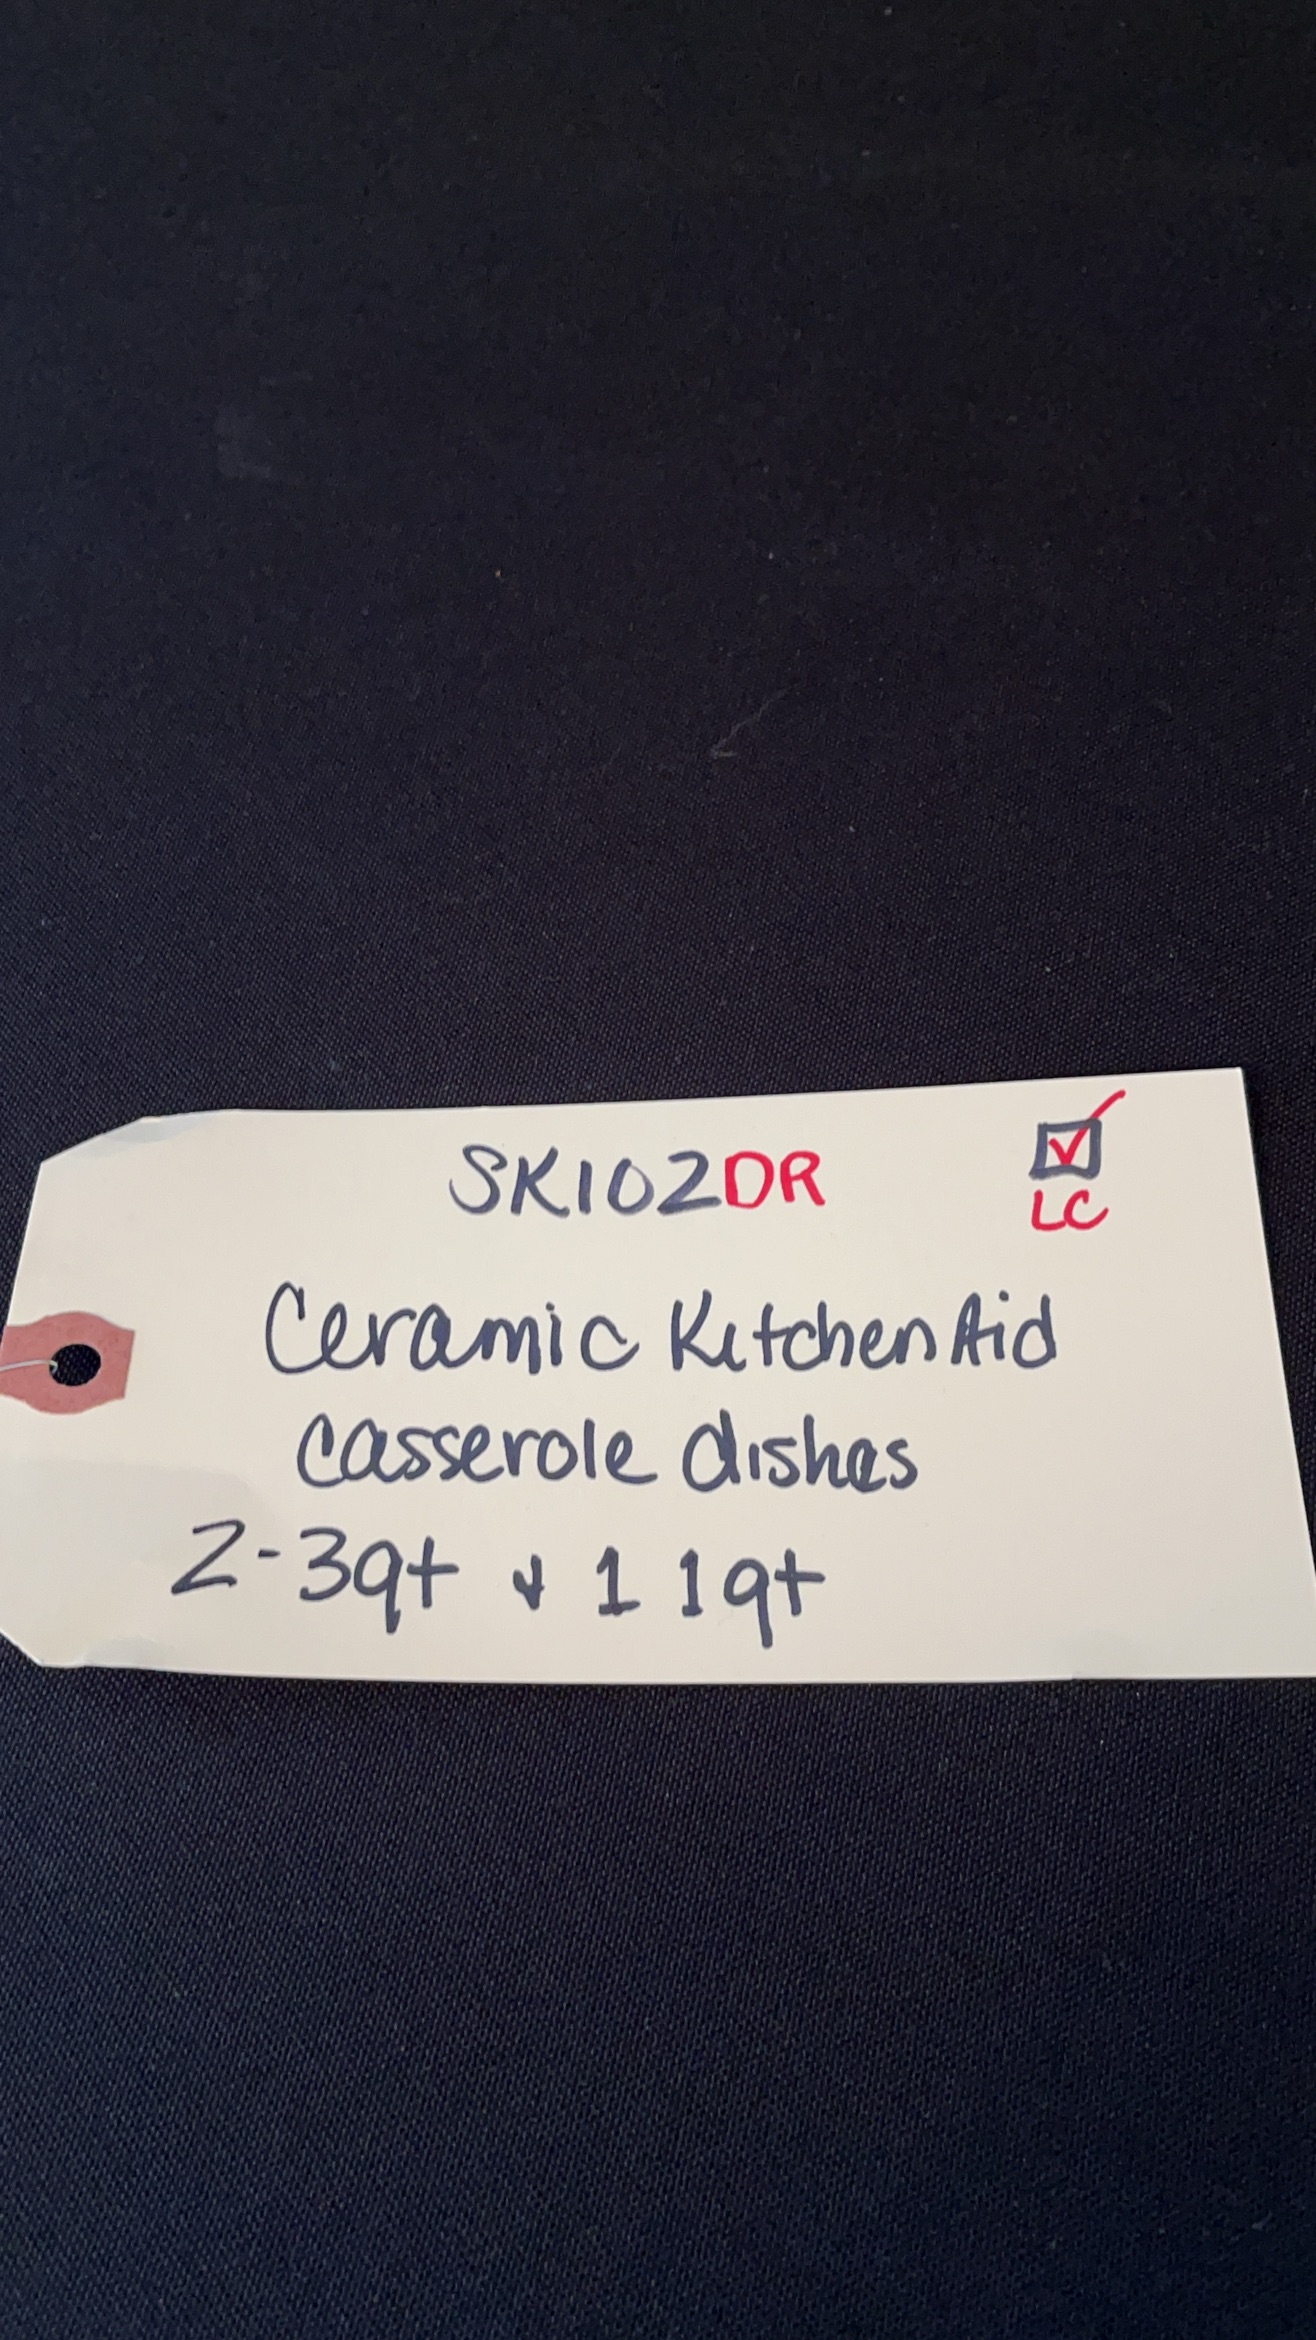 SK102DR
LC
Ceramic KitchenAid
casserole dishes
2-3qt & 1 1qt